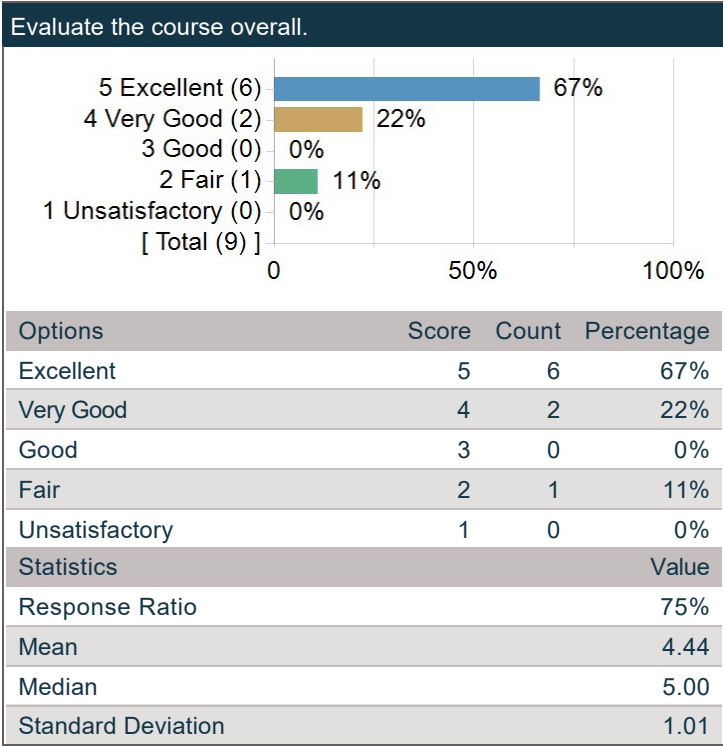 Evaluate the course overall.
5 Excellent (6) 67%
4 Very Good (2) 22%
3 Good (0) 0%
2 Fair (1) 11%
1 Unsatisfactory (0) 0%
[ Total (9) ]
0 50% 100%
Options Score Count Percentage
Excellent 5 6 67%
Very Good 4 2 22%
Good 3 0 0%
Fair 2 1 11%
Unsatisfactory 1 0 0%
Statistics Value
Response Ratio 75%
Mean 4.44
Median 5.00
Standard Deviation 1.01